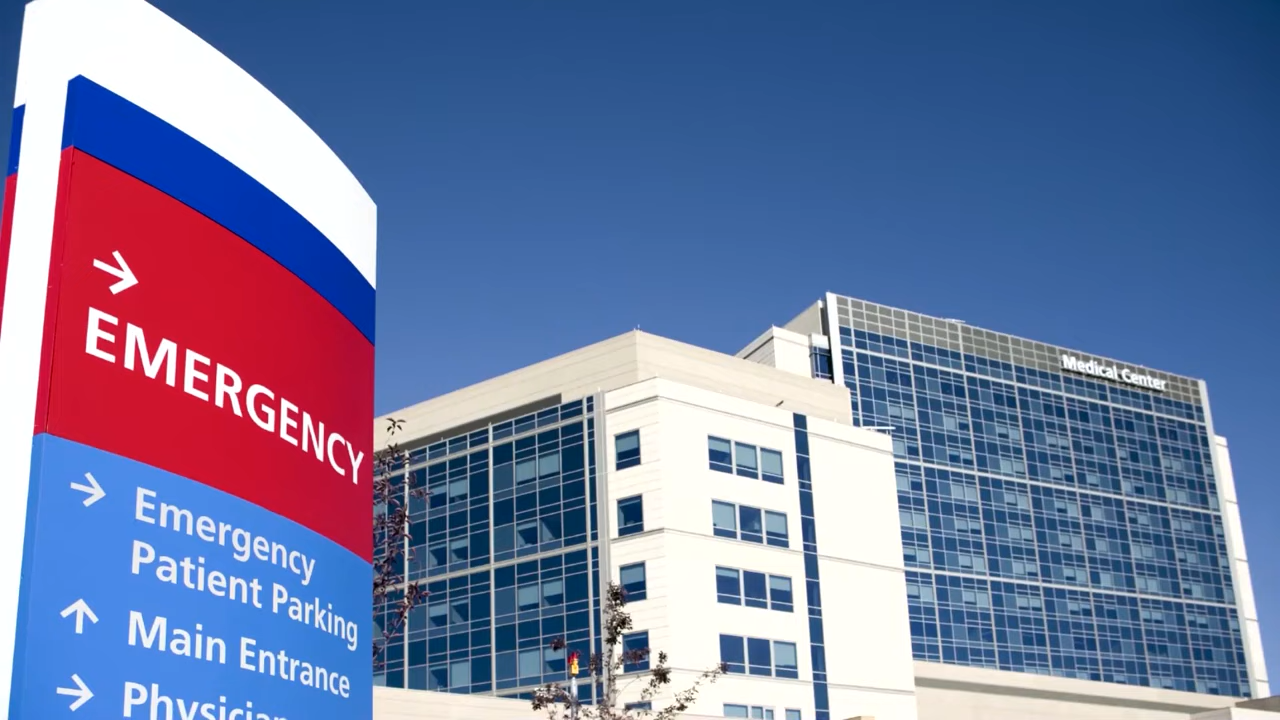 →
EMERGENCY
→ Emergency
Patient Parking
↑ Main Entrance
→
Medical Center